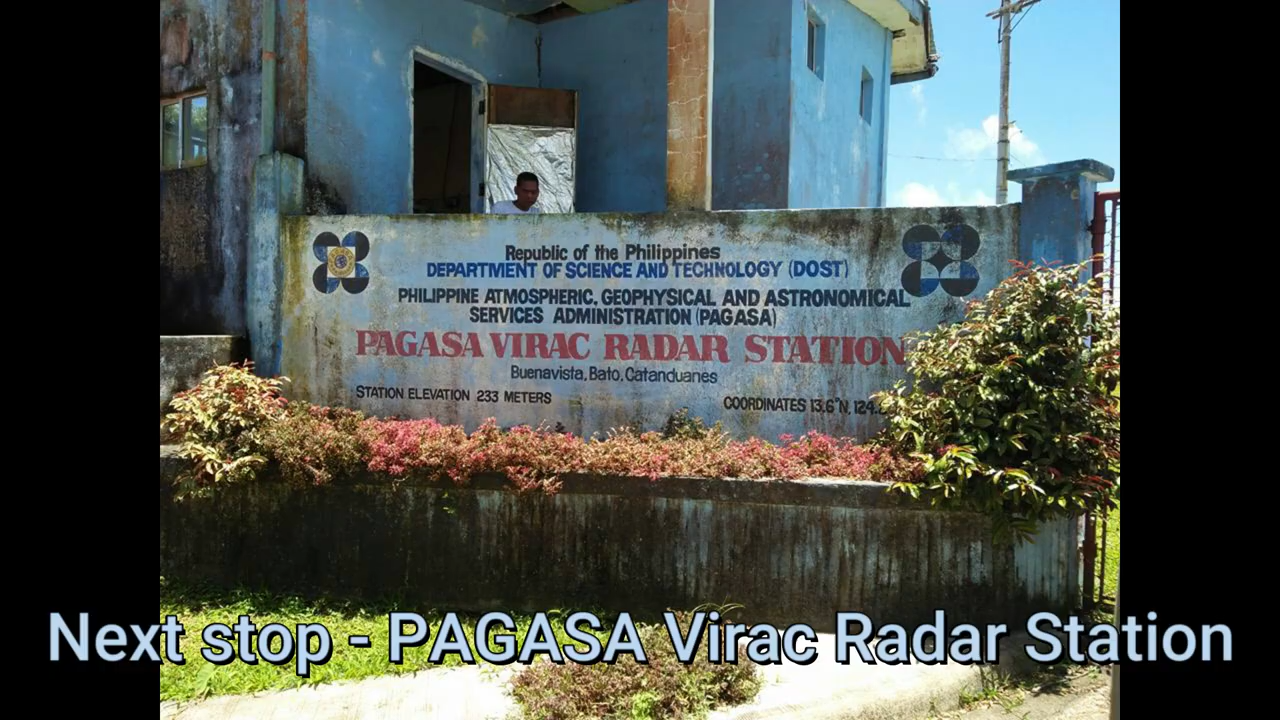 Republic of the Philippines
DEPARTMENT OF SCIENCE AND TECHNOLOGY (DOST)
PHILIPPINE ATMOSPHERIC, GEOPHYSICAL AND ASTRONOMICAL
SERVICES ADMINISTRATION (PAGASA)
PAGASA VIRAC RADAR STATION
Buenavista, Bato, Catanduanes
STATION ELEVATION 233 METERS
COORDINATES 13.6°N, 124.
Next stop - PAGASA Virac Radar Station